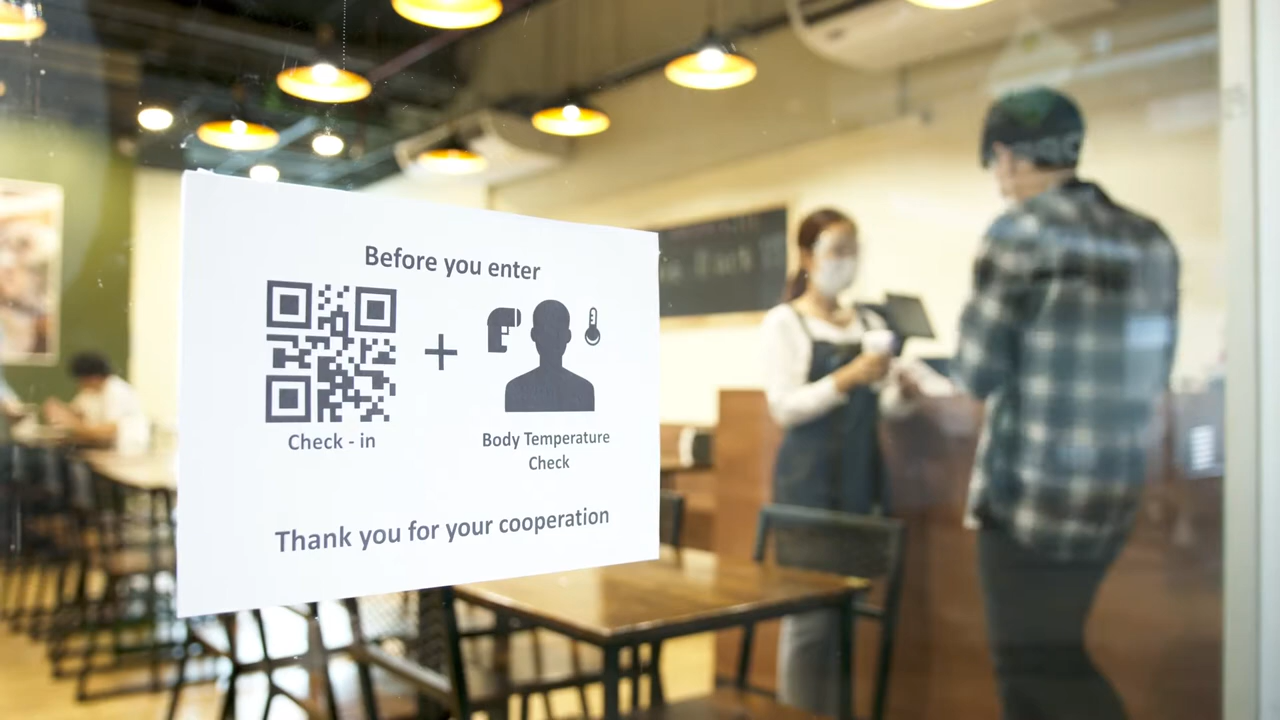 Before you enter
+
Check - in
Body Temperature
Check
Thank you for your cooperation